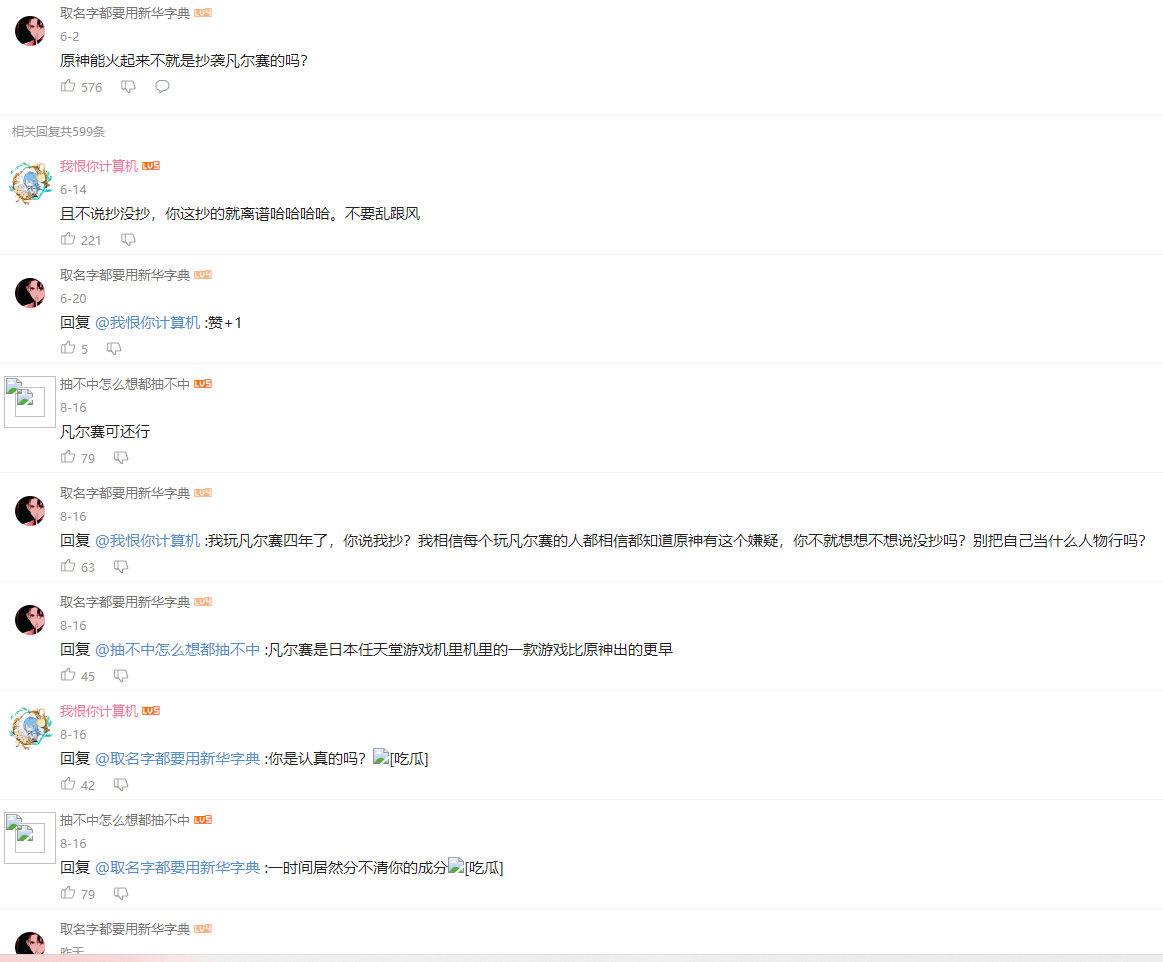 取名字都要用新华字典 LV4
6-2
原神能火起来不就是抄袭凡尔赛的吗?
576
相关回复共599条
我恨你计算机 LV5
6-14
且不说抄没抄，你这抄的就离谱哈哈哈哈。不要乱跟风
221
取名字都要用新华字典 LV4
6-20
回复 @我恨你计算机 :赞+1
5
抽不中怎么想都抽不中 LV5
8-16
凡尔赛可还行
79
取名字都要用新华字典 LV4
8-16
回复 @我恨你计算机 :我玩凡尔赛四年了，你说我抄？我相信每个玩凡尔赛的人都相信都知道原神有这个嫌疑，你不就想想不想说没抄吗？别把自己当什么人物行吗?
63
取名字都要用新华字典 LV4
8-16
回复 @抽不中怎么想都抽不中 :凡尔赛是日本任天堂游戏机里机里的一款游戏比原神出的更早
45
我恨你计算机 LV5
8-16
回复 @取名字都要用新华字典 :你是认真的吗？[吃瓜]
42
抽不中怎么想都抽不中 LV5
8-16
回复 @取名字都要用新华字典 :一时间居然分不清你的成分[吃瓜]
79
取名字都要用新华字典 LV4
昨天